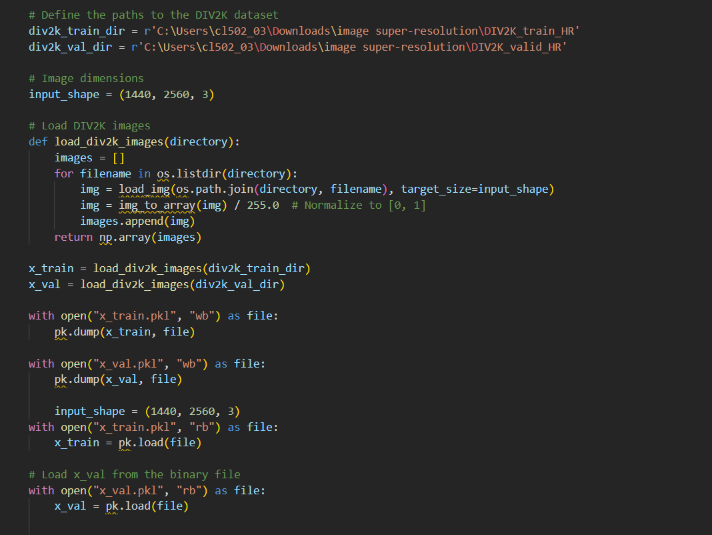 # Define the paths to the DIV2K dataset
div2k_train_dir = r'C:\Users\cl502_03\Downloads\image super-resolution\DIV2K_train_HR'
div2k_val_dir = r'C:\Users\cl502_03\Downloads\image super-resolution\DIV2K_valid_HR'
# Image dimensions
input_shape = (1440, 2560, 3)
# Load DIV2K images
def load_div2k_images(directory):
    images = []
    for filename in os.listdir(directory):
        img = load_img(os.path.join(directory, filename), target_size=input_shape)
        img = img_to_array(img) / 255.0  # Normalize to [0, 1]
        images.append(img)
    return np.array(images)
x_train = load_div2k_images(div2k_train_dir)
x_val = load_div2k_images(div2k_val_dir)
with open("x_train.pkl", "wb") as file:
    pk.dump(x_train, file)
with open("x_val.pkl", "wb") as file:
    pk.dump(x_val, file)
    input_shape = (1440, 2560, 3)
with open("x_train.pkl", "rb") as file:
    x_train = pk.load(file)
# Load x_val from the binary file
with open("x_val.pkl", "rb") as file:
    x_val = pk.load(file)